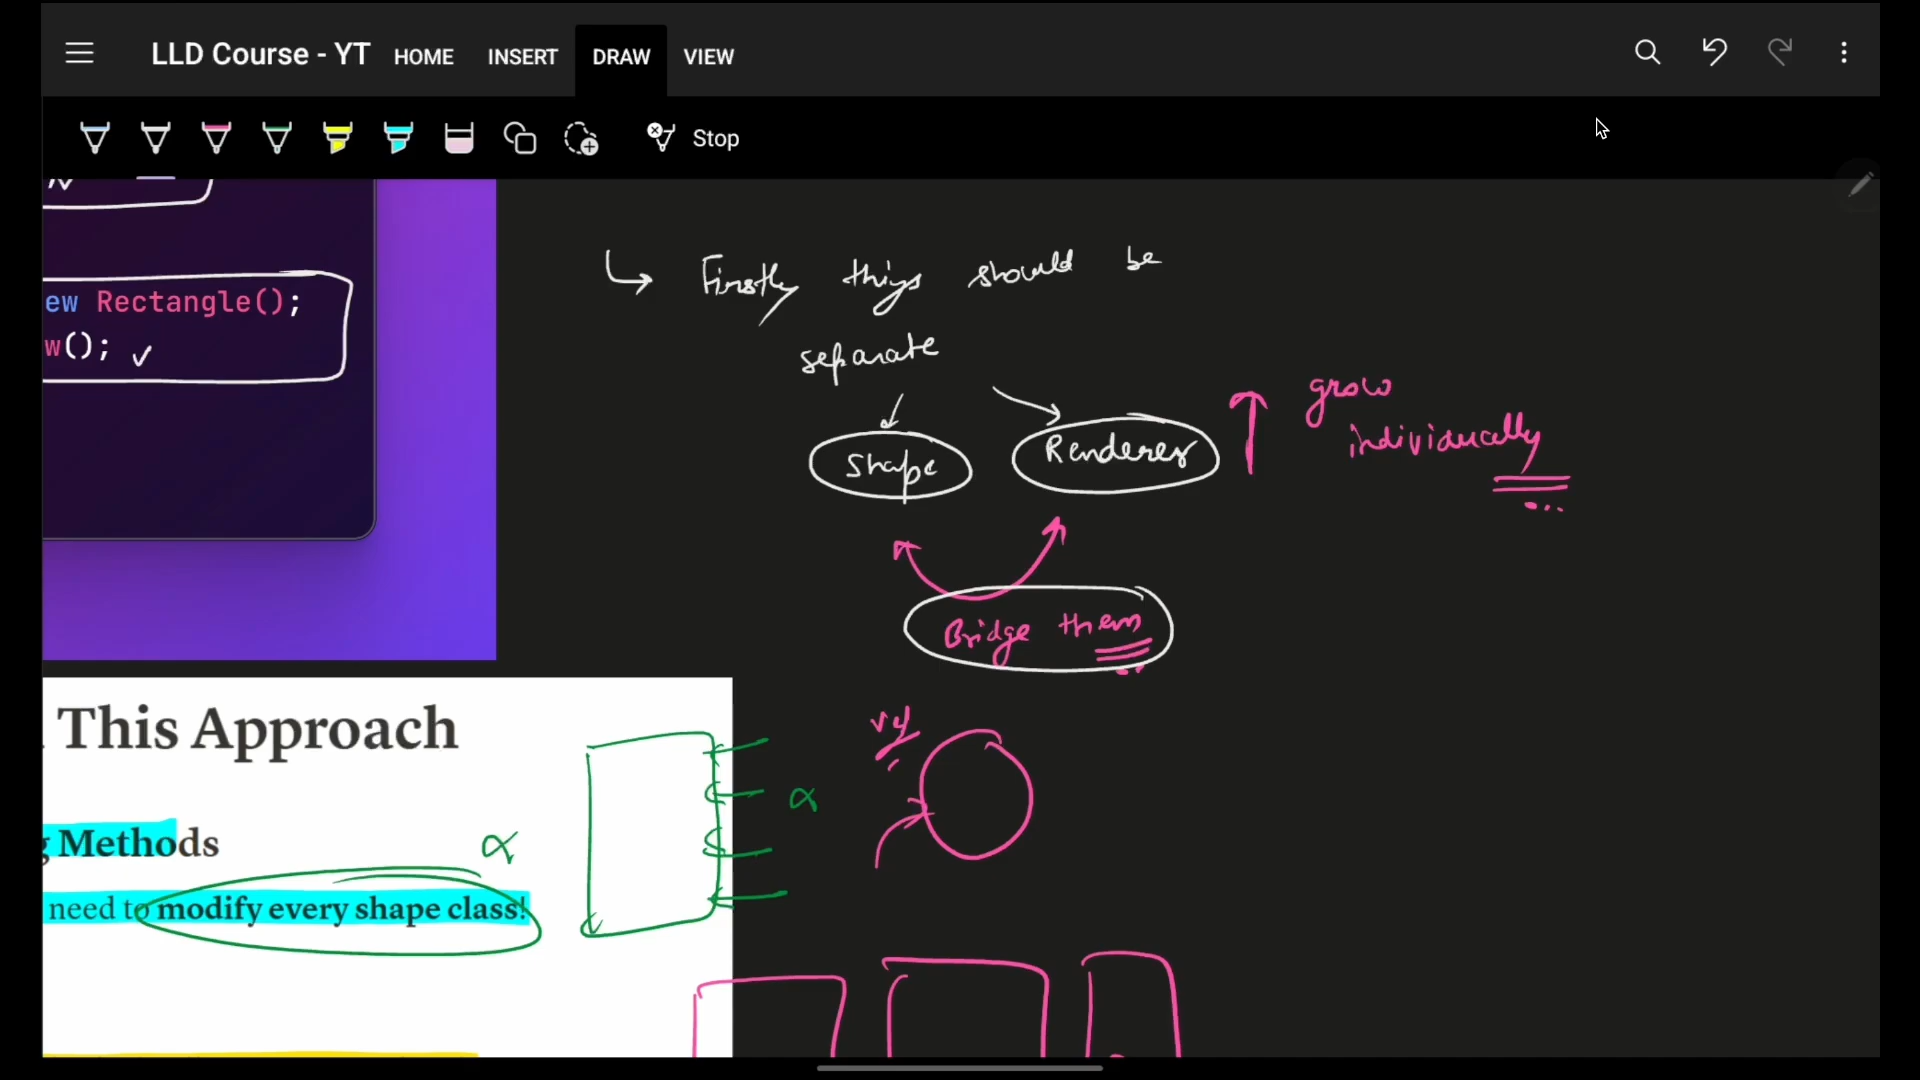 LLD Course - YT HOME INSERT DRAW VIEW
Stop
ew Rectangle();
w();
Firstly things should be
separate
Shape
Renderer
grow
individually
Bridge them
This Approach
g Methods
α
need to modify every shape class!
α